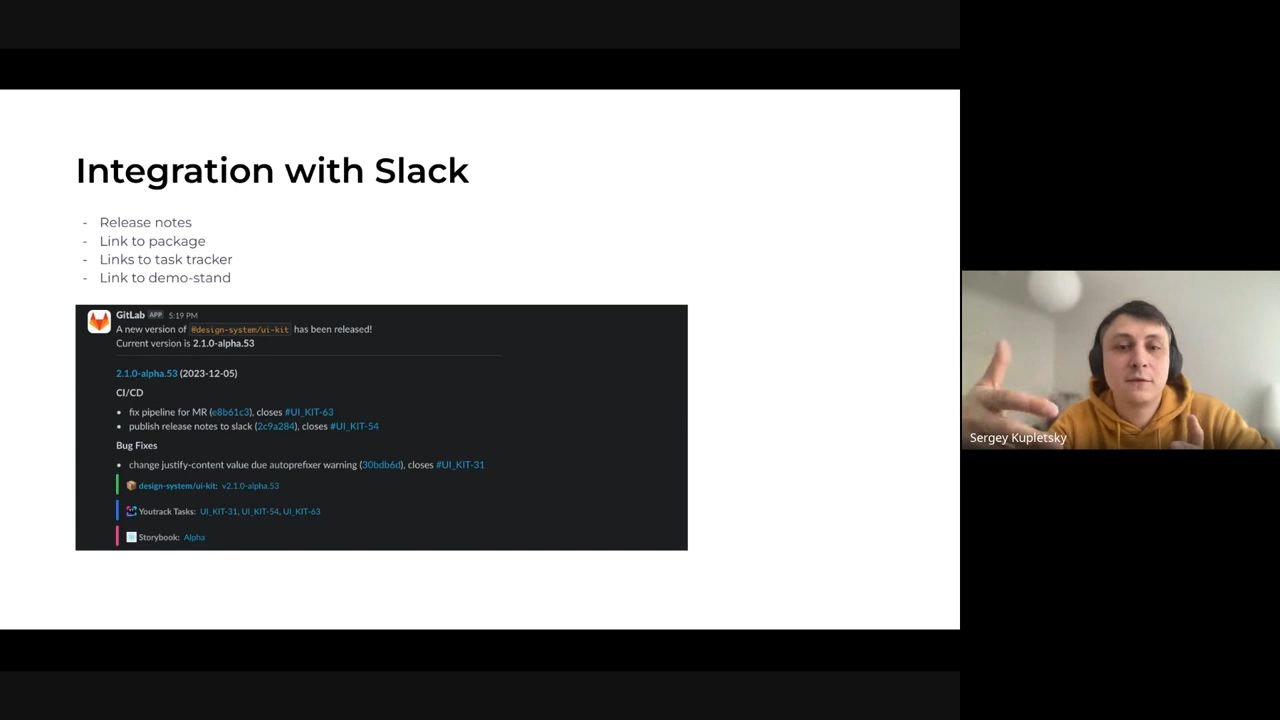 Integration with Slack
- Release notes
- Link to package
- Links to task tracker
- Link to demo-stand
GitLab APP 5:19 PM
A new version of @design-system/ui-kit has been released!
Current version is 2.1.0-alpha.53
2.1.0-alpha.53 (2023-12-05)
CI/CD
• fix pipeline for MR (e8b61c3), closes #UI_KIT-63
• publish release notes to slack (2c9a284), closes #UI_KIT-54
Bug Fixes
• change justify-content value due autoprefixer warning (30bdb6d), closes #UI_KIT-31
design-system/ui-kit: v2.1.0-alpha.53
Youtrack Tasks: UI_KIT-31, UI_KIT-54, UI_KIT-63
Storybook: Alpha
Sergey Kupletsky